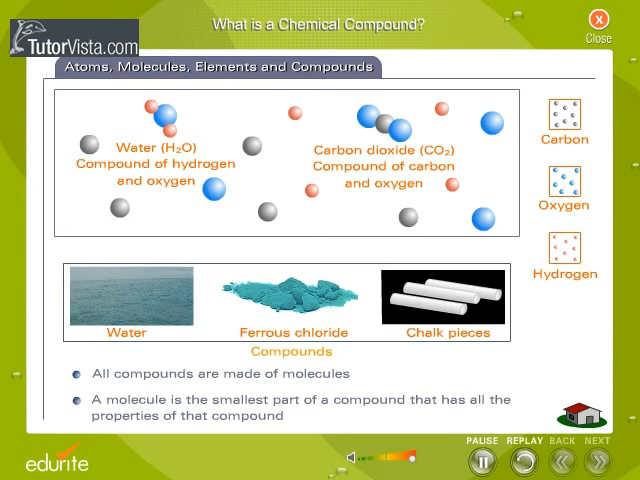 What is a Chemical Compound?
X
Close
TutorVista.com
Atoms, Molecules, Elements and Compounds
Water (H₂O)
Compound of hydrogen
and oxygen
Carbon dioxide (CO₂)
Compound of carbon
and oxygen
Carbon
Oxygen
Hydrogen
Water
Ferrous chloride
Chalk pieces
Compounds
All compounds are made of molecules
A molecule is the smallest part of a compound that has all the
properties of that compound
edurite
PAUSE REPLAY BACK NEXT